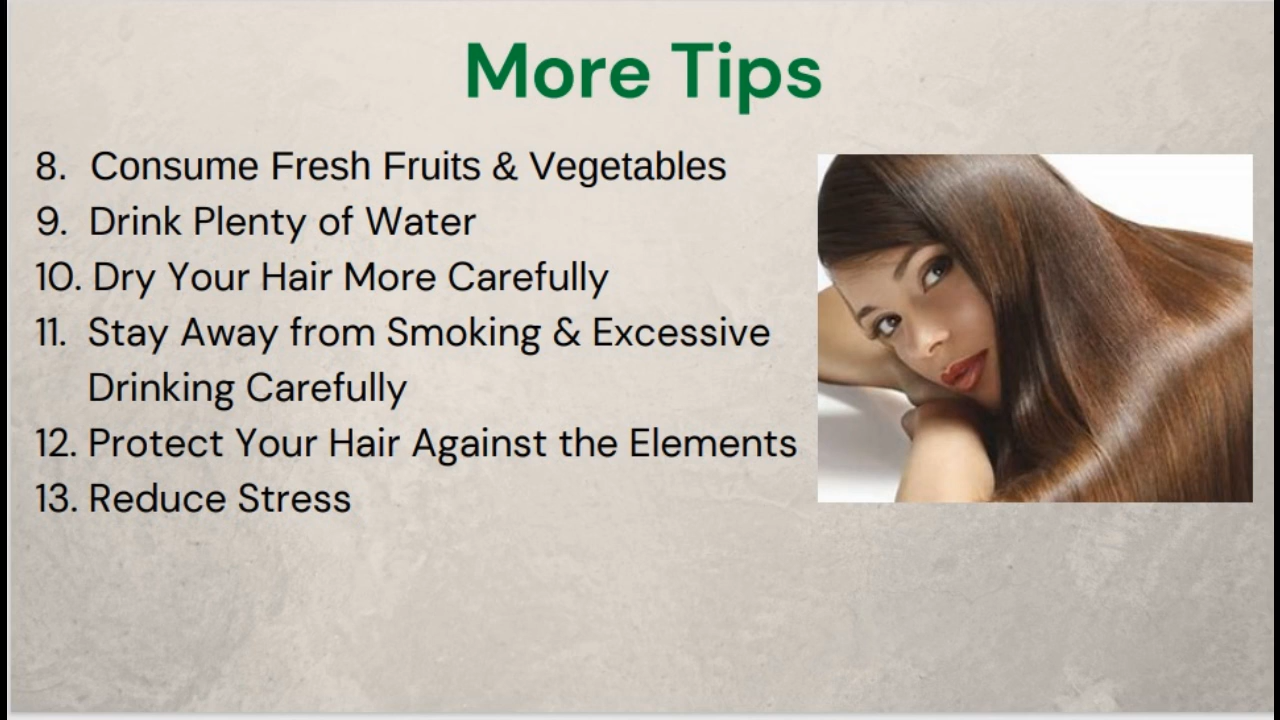 More Tips
8. Consume Fresh Fruits & Vegetables
9. Drink Plenty of Water
10. Dry Your Hair More Carefully
11. Stay Away from Smoking & Excessive
Drinking Carefully
12. Protect Your Hair Against the Elements
13. Reduce Stress